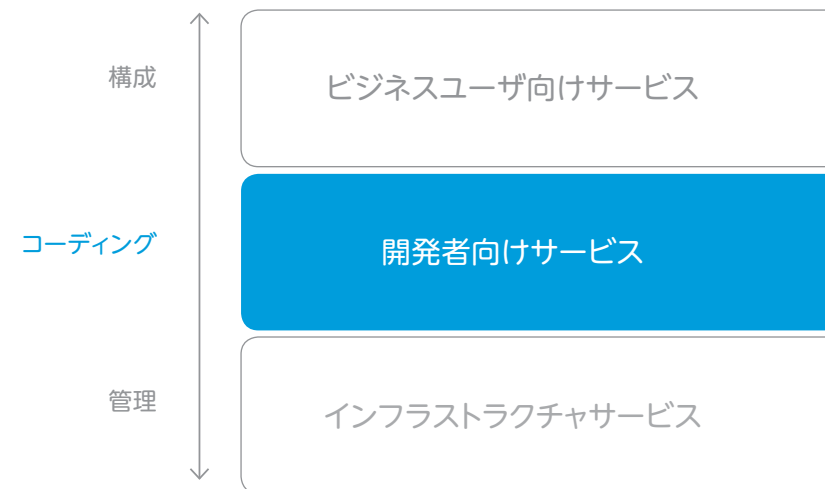 構成
ビジネスユーザ向けサービス
コーディング
開発者向けサービス
管理
インフラストラクチャサービス